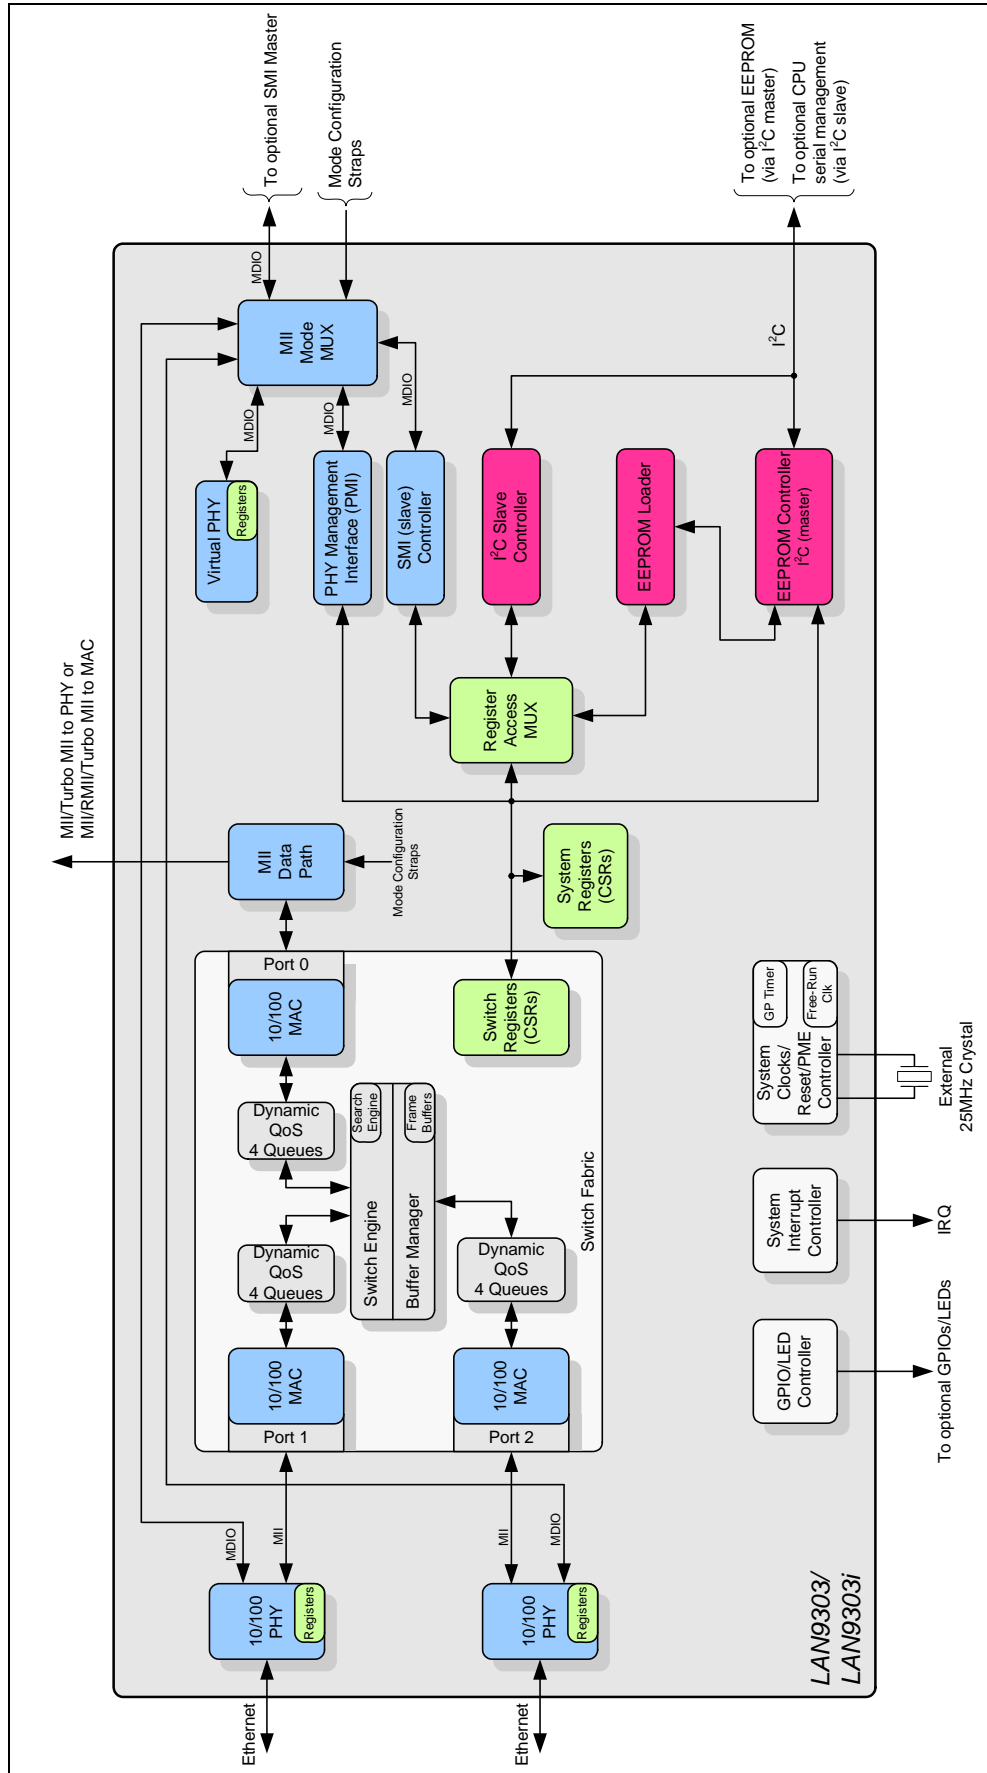 To optional SMI Master
Mode Configuration
Straps
To optional EEPROM
(via I²C master)
To optional CPU
serial management
(via I²C slave)
MDIO
MII
Mode
MUX
I²C
MDIO
MDIO
MDIO
Virtual PHY
Registers
PHY Management
Interface (PMI)
SMI (slave)
Controller
I²C Slave
Controller
EEPROM Loader
EEPROM Controller
I²C (master)
MII/Turbo MII to PHY or
MII/RMII/Turbo MII to MAC
Register
Access
MUX
MII
Data
Path
Mode Configuration
Straps
System
Registers
(CSRs)
Port 0
10/100
MAC
Switch
Registers
(CSRs)
GP Timer
Free-Run
Clk
System
Clocks/
Reset/PME
Controller
External
25MHz Crystal
Dynamic
QoS
4 Queues
Search
Engine
Frame
Buffers
Switch Engine
Buffer Manager
Switch Fabric
Dynamic
QoS
4 Queues
Dynamic
QoS
4 Queues
System
Interrupt
Controller
IRQ
10/100
MAC
Port 1
10/100
MAC
Port 2
GPIO/LED
Controller
To optional GPIOs/LEDs
MDIO
MII
MII
MDIO
10/100
PHY
Registers
10/100
PHY
Registers
Ethernet
Ethernet
LAN9303/
LAN9303i